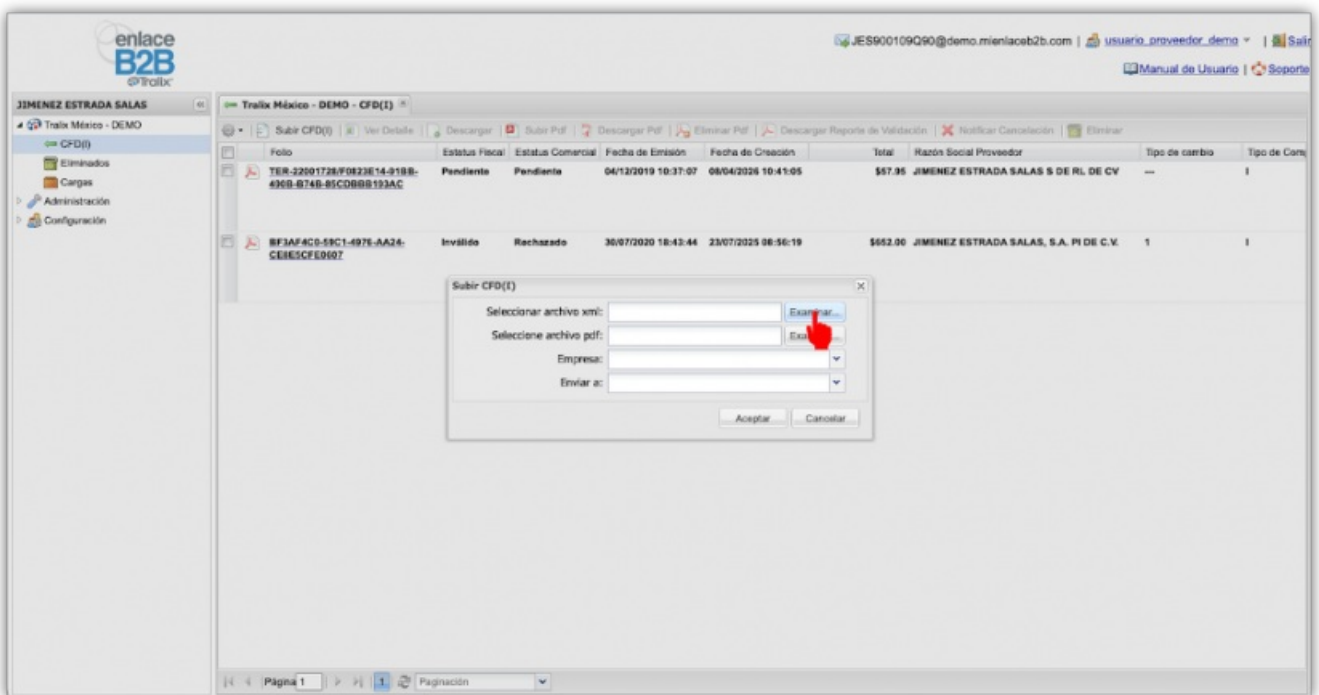 enlace
B2B
Tralix
JES900109Q90@demo.mienlaceb2b.com | usuario_proveedor_demo | Salir
Manual de Usuario | Soporte
JIMENEZ ESTRADA SALAS
Tralix México - DEMO - CFD(I)
Tralix México - DEMO
CFD(I)
Eliminados
Cargas
Administración
Configuración
Subir CFD(I) | Ver Detalle | Descargar | Subir Pdf | Descargar Pdf | Eliminar Pdf | Descargar Reporte de Validación | Notificar Cancelación | Eliminar
Folio Estatus Fiscal Estatus Comercial Fecha de Emisión Fecha de Creación Total Razón Social Proveedor Tipo de cambio Tipo de Comp
TER-22001728/F0823E14-91BB- Pendiente Pendiente 04/12/2019 10:37:07 08/04/2026 10:41:05 $57.95 JIMENEZ ESTRADA SALAS S DE RL DE CV --- I
490B-B74B-85CDBBB193AC
BF3AF4C0-59C1-4976-AA24- Inválido Rechazado 30/07/2020 18:43:44 23/07/2025 08:56:19 $652.00 JIMENEZ ESTRADA SALAS, S.A. PI DE C.V. 1 I
CE8E5CFE0607
Subir CFD(I)
Seleccionar archivo xml: Examinar...
Seleccione archivo pdf:
Empresa:
Enviar a:
Aceptar Cancelar
Página 1 1 Paginación